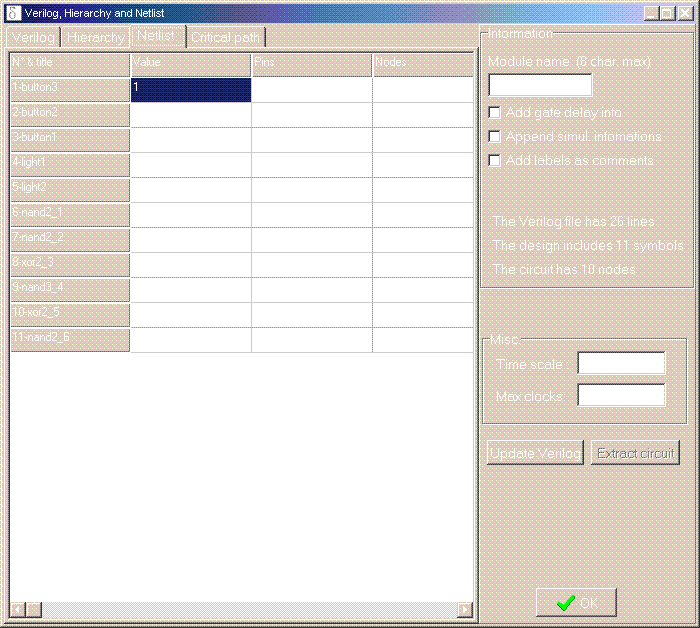 Verilog, Hierarchy and Netlist
Verilog Hierarchy Netlist Critical path
N° & title Value Pins Nodes
1-button3 1
2-button2
3-button1
4-light1
5-light2
6-nand2_1
7-nand2_2
8-xor2_3
9-nand3_4
10-xor2_5
11-nand2_6
Information
Module name (8 char. max)
Add gate delay info
Append simul. infomations
Add labels as comments
The Verilog file has 26 lines
The design includes 11 symbols
The circuit has 10 nodes
Misc
Time scale:
Max clocks:
Update Verilog Extract circuit
OK